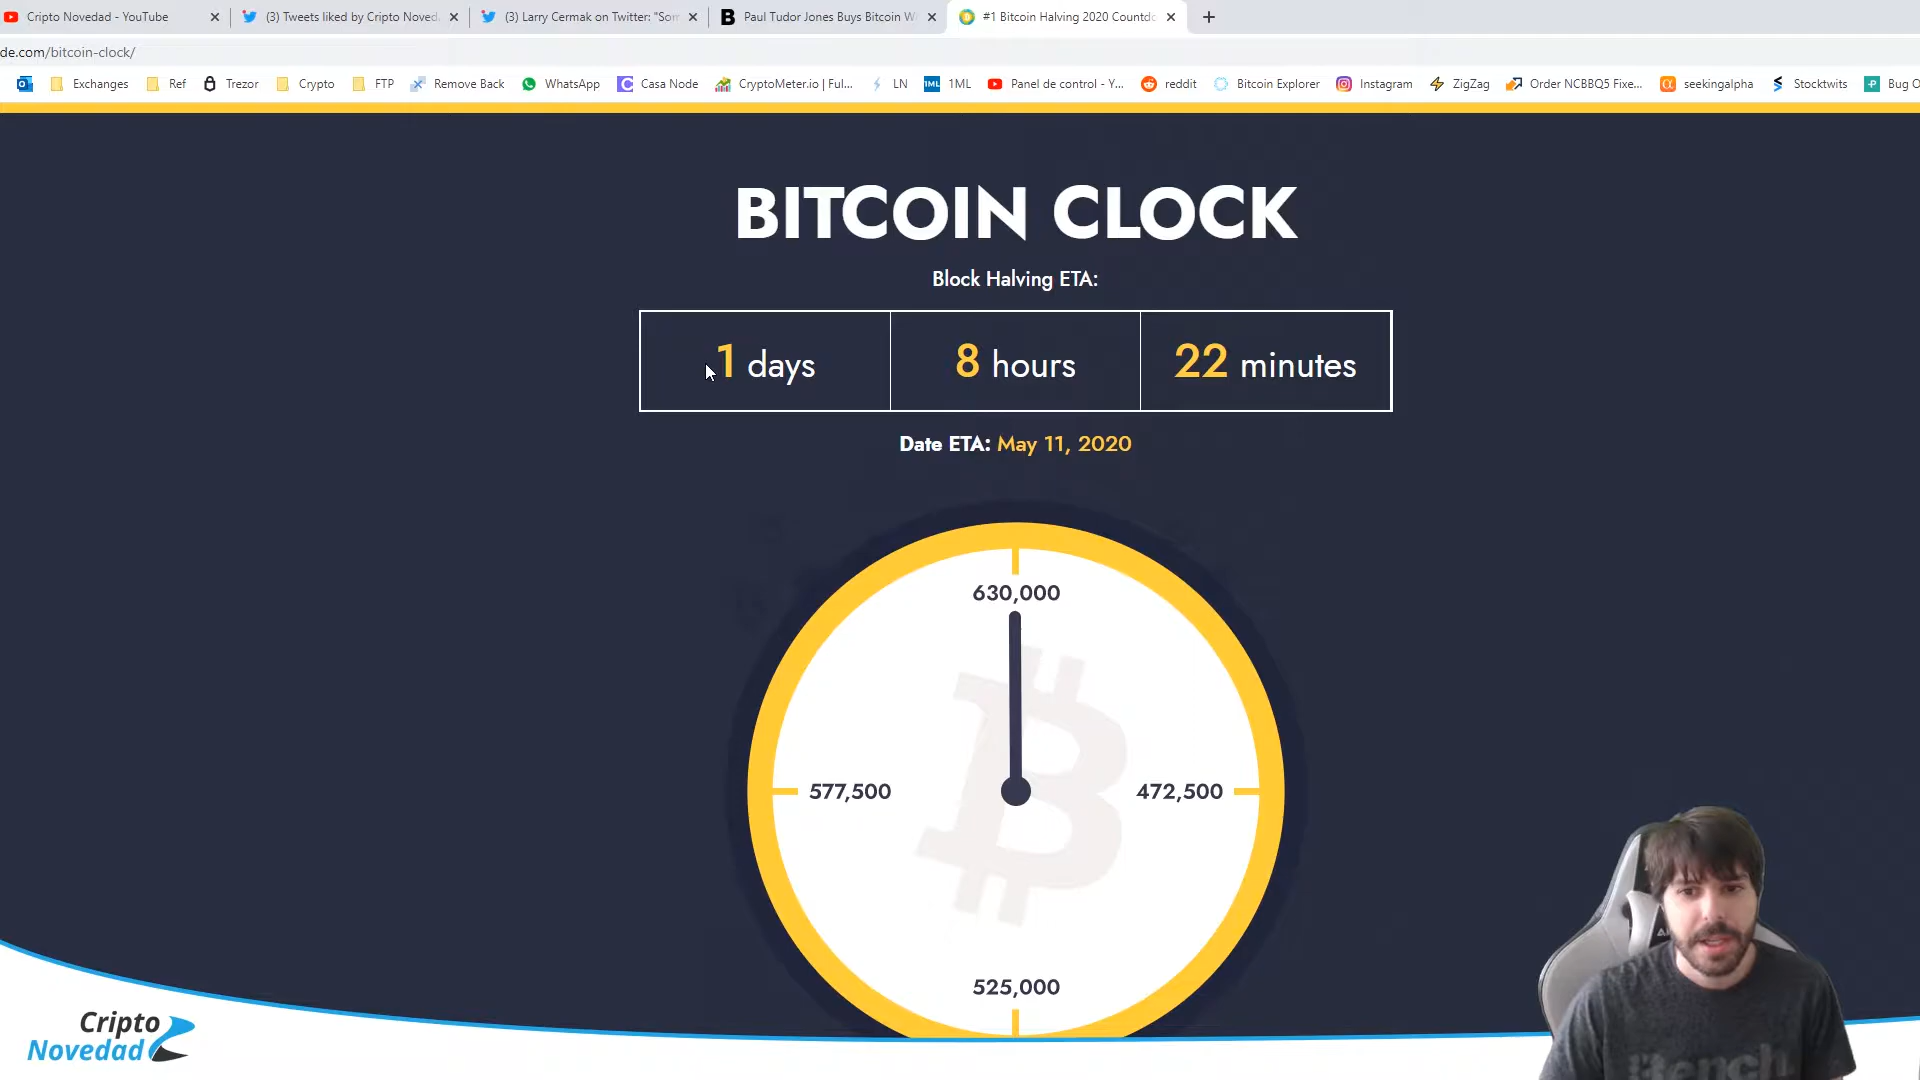 Cripto Novedad - YouTube
(3) Tweets liked by Cripto Noved
(3) Larry Cermak on Twitter: "Som
Paul Tudor Jones Buys Bitcoin W
#1 Bitcoin Halving 2020 Countdo
de.com/bitcoin-clock/
Exchanges
Ref
Trezor
Crypto
FTP
Remove Back
WhatsApp
Casa Node
CryptoMeter.io | Ful...
LN
1ML
1ML
Panel de control - Y...
reddit
Bitcoin Explorer
Instagram
ZigZag
Order NCBBQ5 Fixe...
seekingalpha
Stocktwits
Bug O
BITCOIN CLOCK
Block Halving ETA:
1 days
8 hours
22 minutes
Date ETA: May 11, 2020
630,000
577,500
472,500
525,000
Cripto
Novedad
Bench